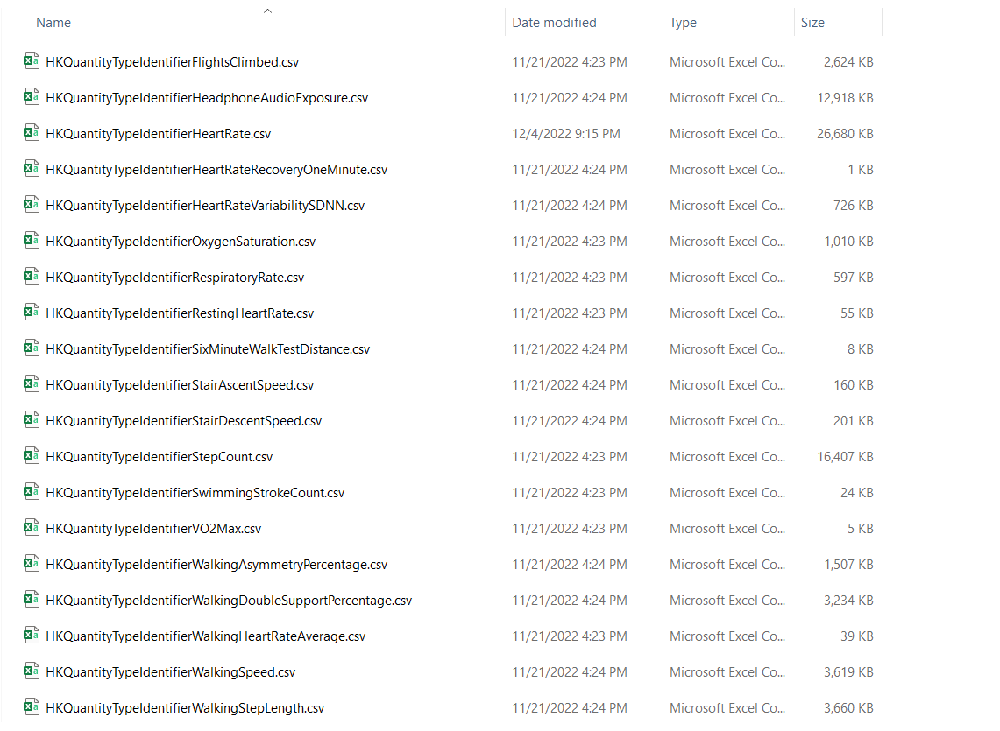 Name Date modified Type Size
HKQuantityTypeIdentifierFlightsClimbed.csv 11/21/2022 4:23 PM Microsoft Excel Co... 2,624 KB
HKQuantityTypeIdentifierHeadphoneAudioExposure.csv 11/21/2022 4:24 PM Microsoft Excel Co... 12,918 KB
HKQuantityTypeIdentifierHeartRate.csv 12/4/2022 9:15 PM Microsoft Excel Co... 26,680 KB
HKQuantityTypeIdentifierHeartRateRecoveryOneMinute.csv 11/21/2022 4:24 PM Microsoft Excel Co... 1 KB
HKQuantityTypeIdentifierHeartRateVariabilitySDNN.csv 11/21/2022 4:24 PM Microsoft Excel Co... 726 KB
HKQuantityTypeIdentifierOxygenSaturation.csv 11/21/2022 4:23 PM Microsoft Excel Co... 1,010 KB
HKQuantityTypeIdentifierRespiratoryRate.csv 11/21/2022 4:23 PM Microsoft Excel Co... 597 KB
HKQuantityTypeIdentifierRestingHeartRate.csv 11/21/2022 4:23 PM Microsoft Excel Co... 55 KB
HKQuantityTypeIdentifierSixMinuteWalkTestDistance.csv 11/21/2022 4:24 PM Microsoft Excel Co... 8 KB
HKQuantityTypeIdentifierStairAscentSpeed.csv 11/21/2022 4:24 PM Microsoft Excel Co... 160 KB
HKQuantityTypeIdentifierStairDescentSpeed.csv 11/21/2022 4:24 PM Microsoft Excel Co... 201 KB
HKQuantityTypeIdentifierStepCount.csv 11/21/2022 4:23 PM Microsoft Excel Co... 16,407 KB
HKQuantityTypeIdentifierSwimmingStrokeCount.csv 11/21/2022 4:23 PM Microsoft Excel Co... 24 KB
HKQuantityTypeIdentifierVO2Max.csv 11/21/2022 4:23 PM Microsoft Excel Co... 5 KB
HKQuantityTypeIdentifierWalkingAsymmetryPercentage.csv 11/21/2022 4:24 PM Microsoft Excel Co... 1,507 KB
HKQuantityTypeIdentifierWalkingDoubleSupportPercentage.csv 11/21/2022 4:24 PM Microsoft Excel Co... 3,234 KB
HKQuantityTypeIdentifierWalkingHeartRateAverage.csv 11/21/2022 4:23 PM Microsoft Excel Co... 39 KB
HKQuantityTypeIdentifierWalkingSpeed.csv 11/21/2022 4:24 PM Microsoft Excel Co... 3,619 KB
HKQuantityTypeIdentifierWalkingStepLength.csv 11/21/2022 4:24 PM Microsoft Excel Co... 3,660 KB